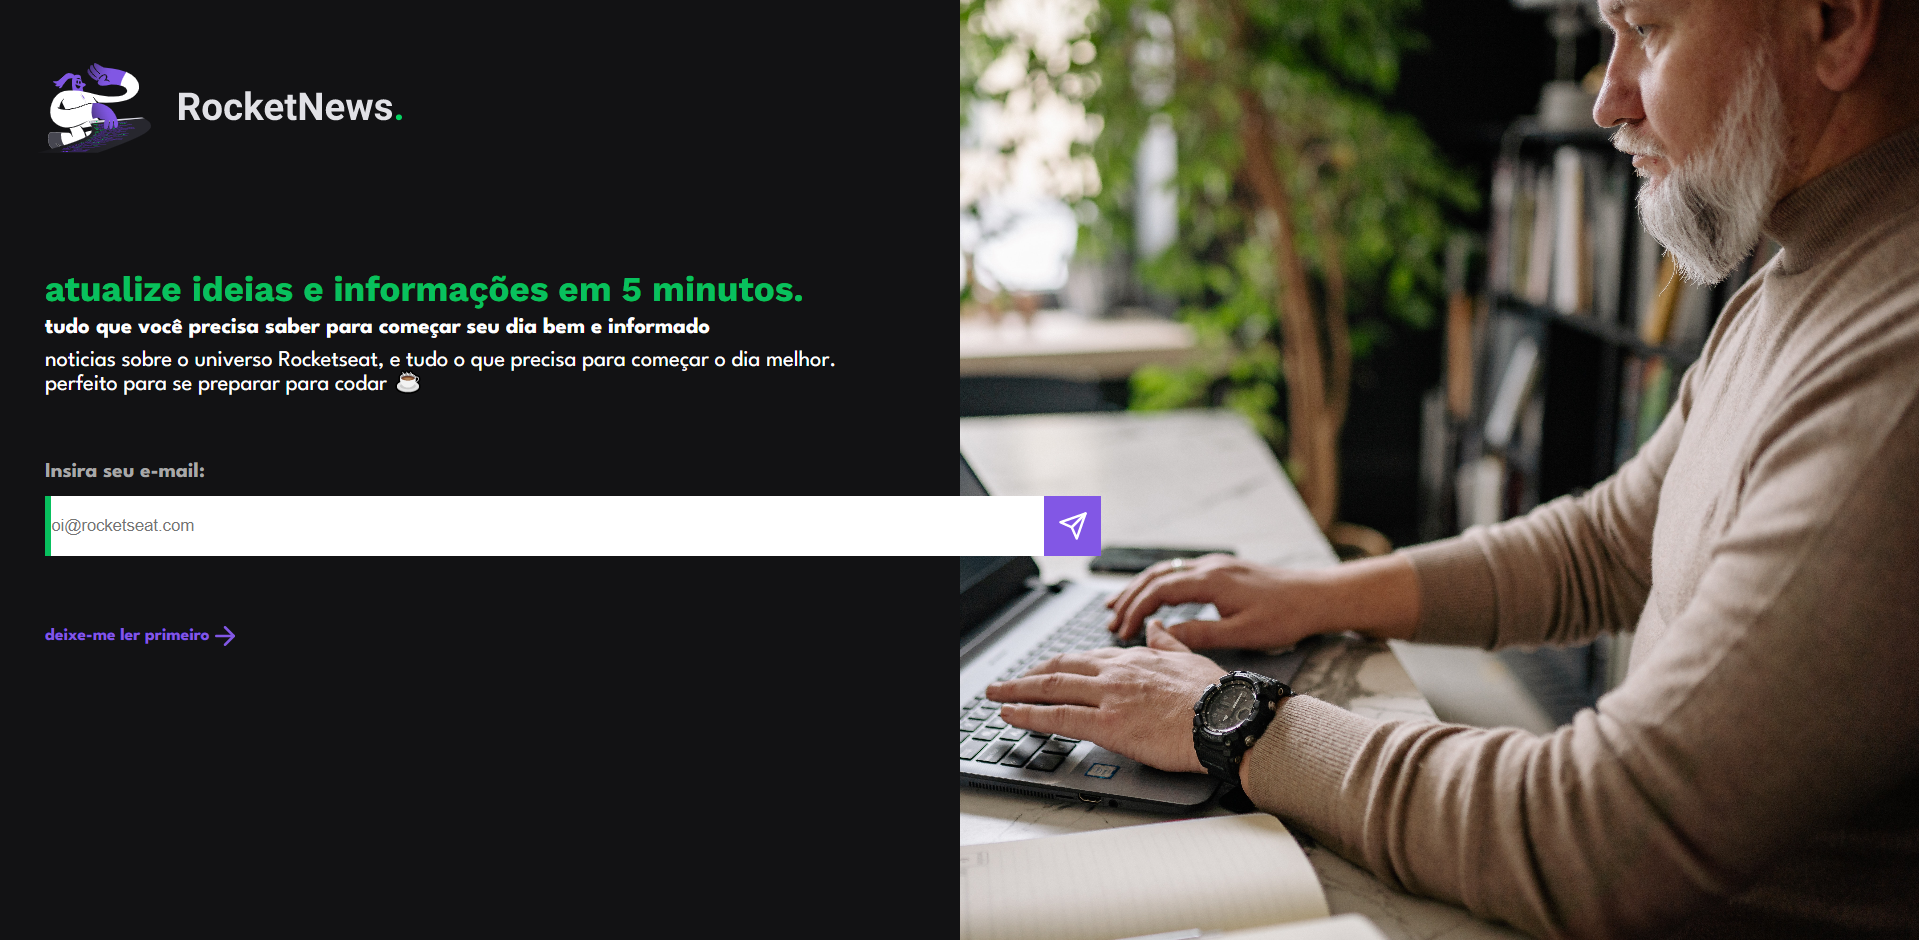 RocketNews.
atualize ideias e informações em 5 minutos.
tudo que você precisa saber para começar seu dia bem e informado
noticias sobre o universo Rocketseat, e tudo o que precisa para começar o dia melhor.
perfeito para se preparar para codar ☕
Insira seu e-mail:
oi@rocketseat.com
deixe-me ler primeiro